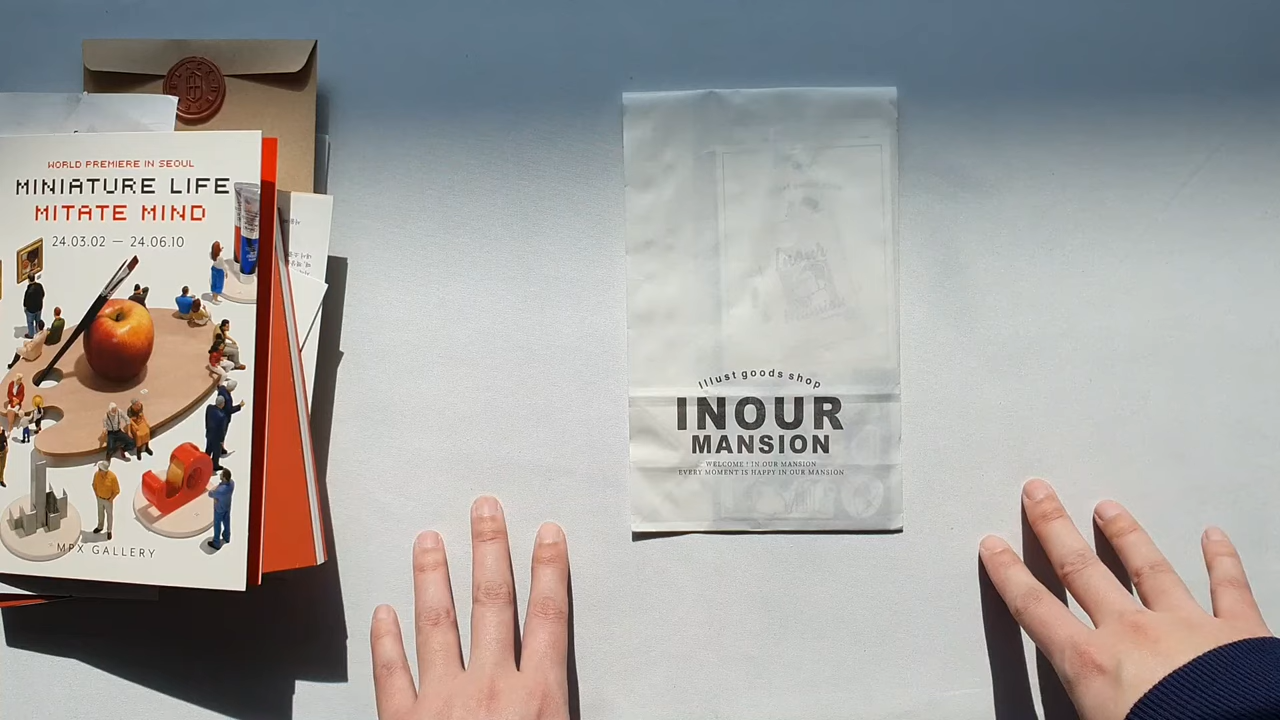 WORLD PREMIERE IN SEOUL
MINIATURE LIFE
MITATE MIND
24.03.02 — 24.06.10
MPX GALLERY
Illust goods shop
INOUR
MANSION
WELCOME ! IN OUR MANSION
EVERY MOMENT IS HAPPY IN OUR MANSION